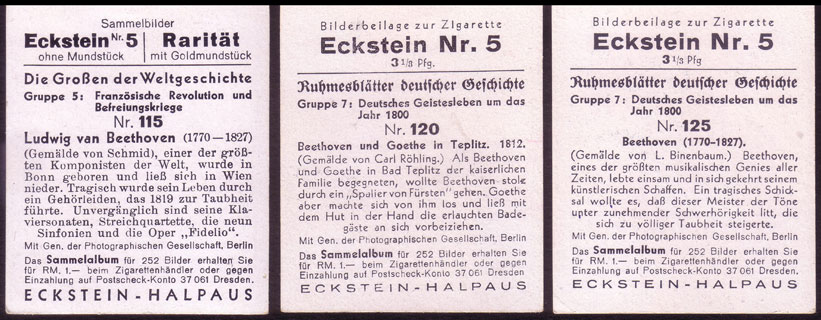 Sammelbilder
Eckstein Nr. 5 | Rarität
ohne Mundstück | mit Goldmundstück
Die Großen der Weltgeschichte
Gruppe 5: Französische Revolution und
Befreiungskriege
Nr. 115
Ludwig van Beethoven (1770—1827)
(Gemälde von Schmid), einer der größ-
ten Komponisten der Welt, wurde in
Bonn geboren und ließ sich in Wien
nieder. Tragisch wurde sein Leben durch
ein Gehörleiden, das 1819 zur Taubheit
führte. Unvergänglich sind seine Kla-
viersonaten, Streichquartette, die neun
Sinfonien und die Oper „Fidelio".
Mit Gen. der Photographischen Gesellschaft, Berlin
Das Sammelalbum für 252 Bilder erhalten Sie
für RM. 1.— beim Zigarettenhändler oder gegen
Einzahlung auf Postscheck-Konto 37 061 Dresden.
ECKSTEIN-HALPAUS
Bilderbeilage zur Zigarette
Eckstein Nr. 5
3 1/3 Pfg.
Ruhmesblätter deutscher Geschichte
Gruppe 7: Deutsches Geistesleben um das
Jahr 1800
Nr. 120
Beethoven und Goethe in Teplitz. 1812.
(Gemälde von Carl Röhling.) Als Beethoven
und Goethe in Bad Teplitz der kaiserlichen
Familie begegneten, wollte Beethoven stolz
durch ein „Spalier von Fürsten" gehen. Goethe
aber machte sich von ihm los und ließ mit
dem Hut in der Hand die erlauchten Bade-
gäste an sich vorbeiziehen.
Mit Gen. der Photographischen Gesellschaft, Berlin
Das Sammelalbum für 252 Bilder erhalten Sie
für RM. 1.— beim Zigarettenhändler oder gegen
Einzahlung auf Postscheck-Konto 37 061 Dresden.
ECKSTEIN-HALPAUS
Bilderbeilage zur Zigarette
Eckstein Nr. 5
3 1/3 Pfg
Ruhmesblätter deutscher Geschichte
Gruppe 7: Deutsches Geistesleben um das
Jahr 1800
Nr. 125
Beethoven (1770-1827).
(Gemälde von L. Binenbaum.) Beethoven,
eines der größten musikalischen Genies aller
Zeiten, lebte einsam und in sich gekehrt seinem
künstlerischen Schaffen. Ein tragisches Schick-
sal wollte es, daß dieser Meister der Töne
unter zunehmender Schwerhörigkeit litt, die
sich zu völliger Taubheit steigerte.
Mit Gen. der Photographischen Gesellschaft, Berlin
Das Sammelalbum für 252 Bilder erhalten Sie
für RM. 1.— beim Zigarettenhändler oder gegen
Einzahlung auf Postscheck-Konto 37 061 Dresden.
ECKSTEIN-HALPAUS